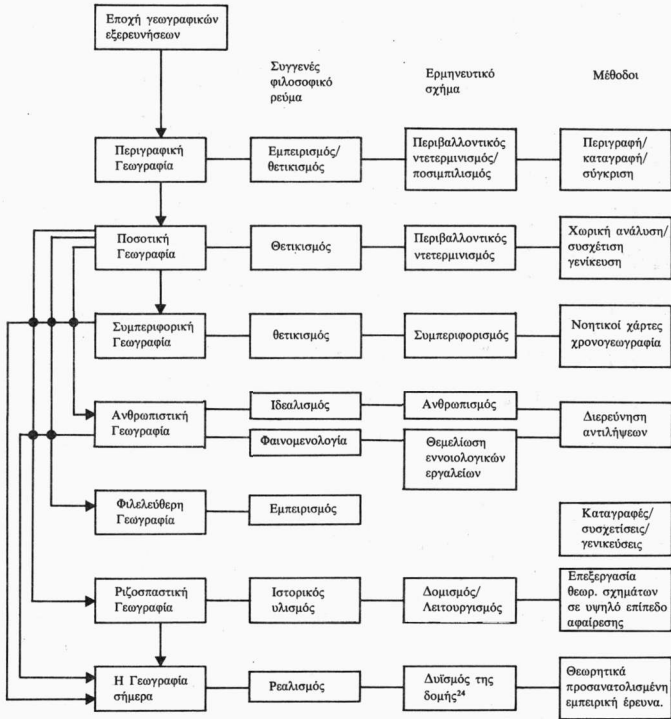 Εποχή γεωγραφικών
εξερευνήσεων
Συγγενές
φιλοσοφικό
ρεύμα
Ερμηνευτικό
σχήμα
Μέθοδοι
Περιγραφική
Γεωγραφία
Εμπειρισμός/
θετικισμός
Περιβαλλοντικός
ντετερμινισμός/
ποσιμπιλισμός
Περιγραφή/
καταγραφή/
σύγκριση
Ποσοτική
Γεωγραφία
Θετικισμός
Περιβαλλοντικός
ντετερμινισμός
Χωρική ανάλυση/
συσχέτιση
γενίκευση
Συμπεριφορική
Γεωγραφία
θετικισμός
Συμπεριφορισμός
Νοητικοί χάρτες
χρονογεωγραφία
Ανθρωπιστική
Γεωγραφία
Ιδεαλισμός
Ανθρωπισμός
Φαινομενολογία
Θεμελίωση
εννοιολογικών
εργαλείων
Διερεύνηση
αντιλήψεων
Φιλελεύθερη
Γεωγραφία
Εμπειρισμός
Καταγραφές/
συσχετίσεις/
γενικεύσεις
Ριζοσπαστική
Γεωγραφία
Ιστορικός
υλισμός
Δομισμός/
Λειτουργισμός
Επεξεργασία
θεωρ. σχημάτων
σε υψηλό επίπεδο
αφαίρεσης
Η Γεωγραφία
σήμερα
Ρεαλισμός
Δυϊσμός της
δομής²⁴
Θεωρητικά
προσανατολισμένη
εμπειρική έρευνα.